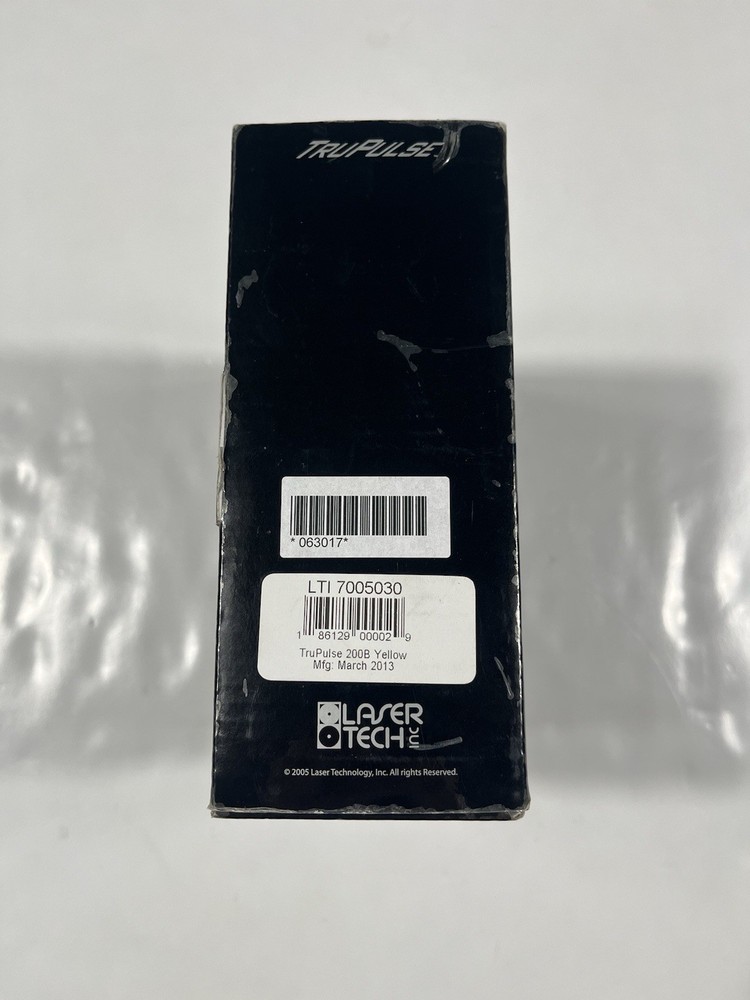 TRUPULSE
* 063017*
LTI 7005030
1 86129 00002 9
TruPulse 200B Yellow
Mfg: March 2013
LASER
TECH INC
© 2005 Laser Technology, Inc. All rights Reserved.